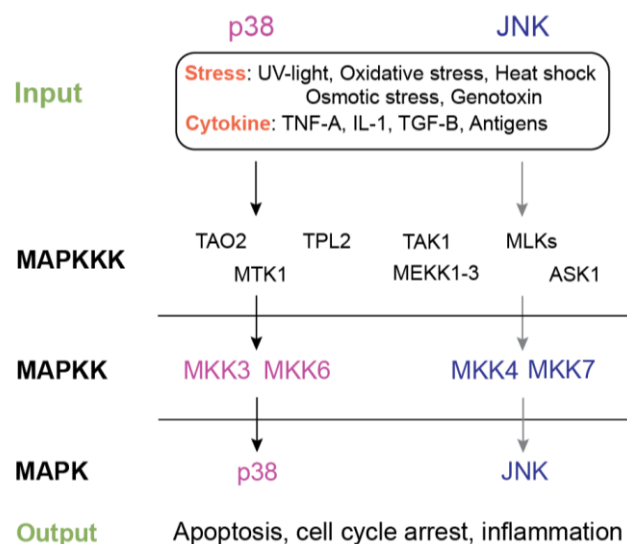 p38 JNK
Input
Stress: UV-light, Oxidative stress, Heat shock
Osmotic stress, Genotoxin
Cytokine: TNF-A, IL-1, TGF-B, Antigens
MAPKKK
TAO2 TPL2 TAK1 MLKs
MTK1 MEKK1-3 ASK1
MAPKK MKK3 MKK6 MKK4 MKK7
MAPK p38 JNK
Output Apoptosis, cell cycle arrest, inflammation